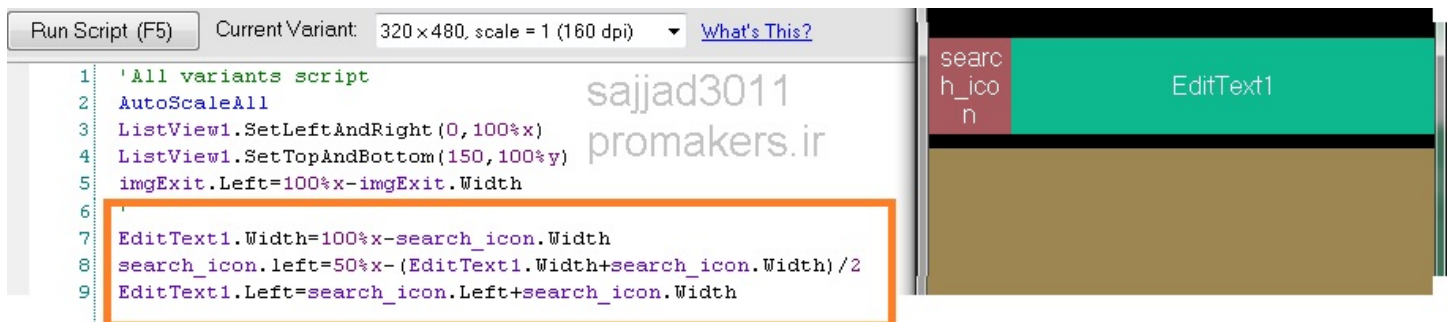 Run Script (F5) Current Variant: 320 x 480, scale = 1 (160 dpi) What's This?
1 'All variants script
2 AutoScaleAll
3 ListView1.SetLeftAndRight(0,100%x)
4 ListView1.SetTopAndBottom(150,100%y)
5 imgExit.Left=100%x-imgExit.Width
6 '
7 EditText1.Width=100%x-search_icon.Width
8 search_icon.left=50%x-(EditText1.Width+search_icon.Width)/2
9 EditText1.Left=search_icon.Left+search_icon.Width
sajjad3011
promakers.ir
searc
h_ico
n
EditText1